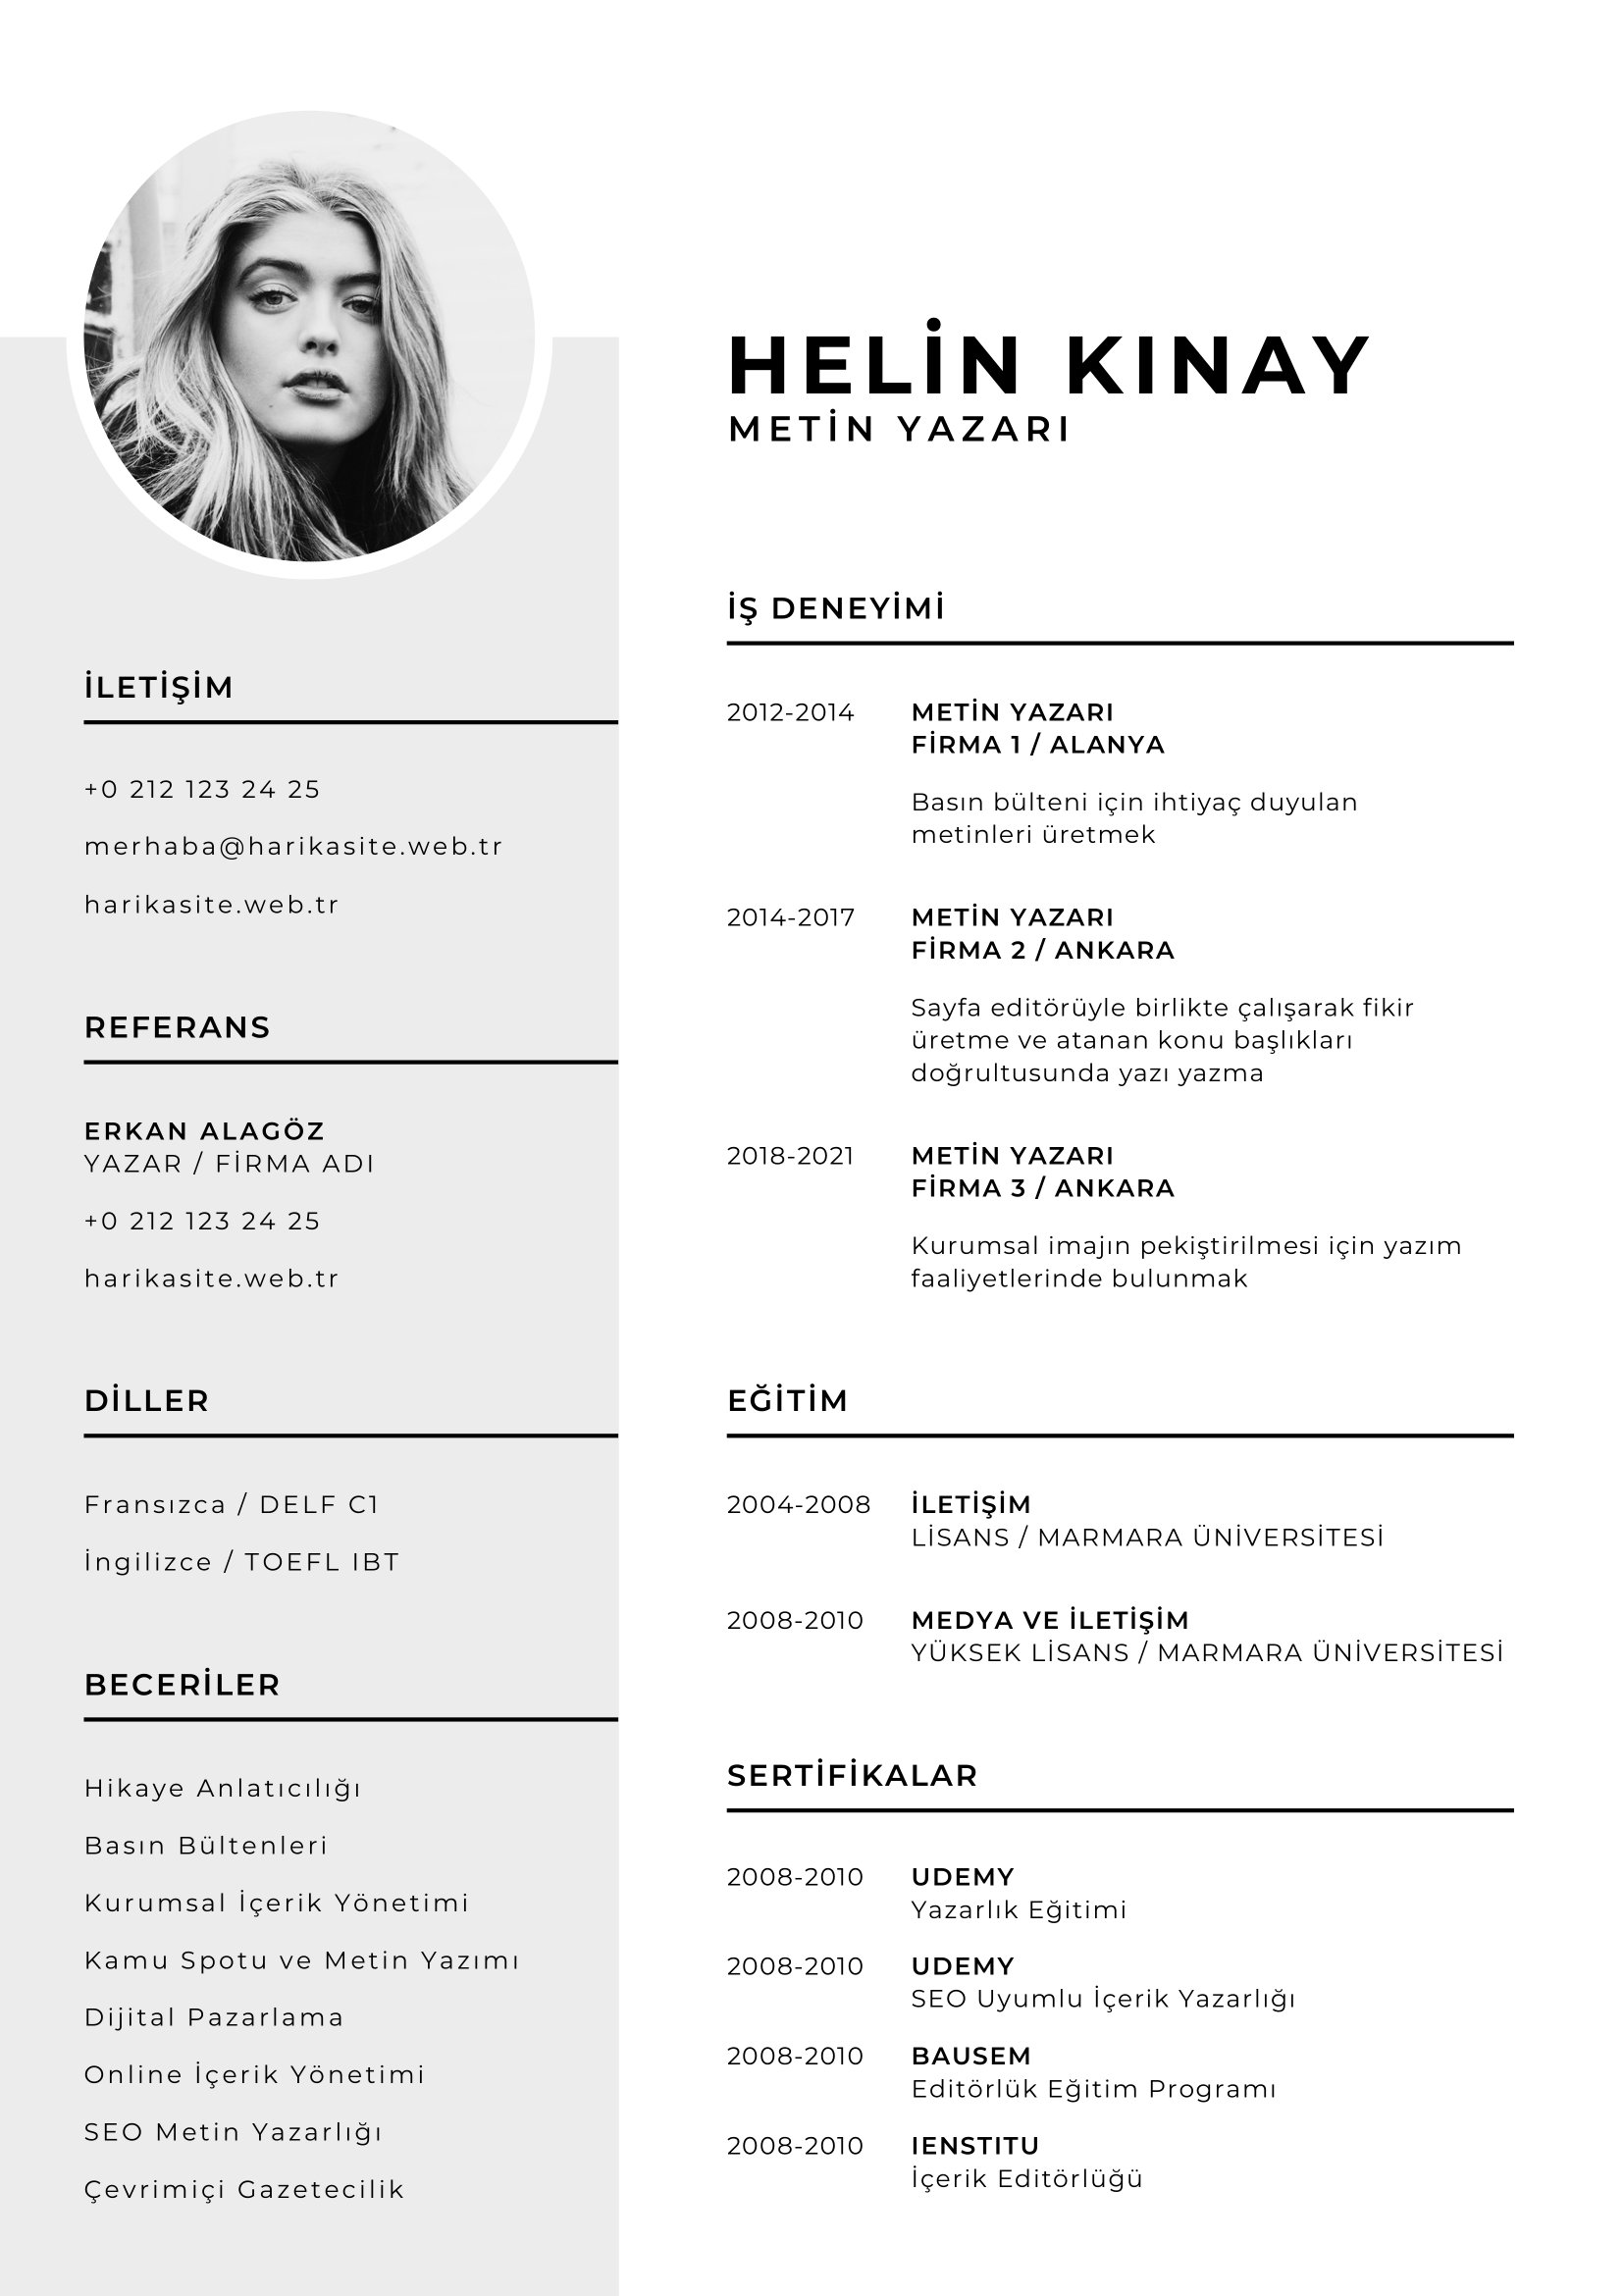 HELİN KINAY
METİN YAZARI
İLETİŞİM
+0 212 123 24 25
merhaba@harikasite.web.tr
harikasite.web.tr
REFERANS
ERKAN ALAGÖZ
YAZAR / FİRMA ADI
+0 212 123 24 25
harikasite.web.tr
DİLLER
Fransızca / DELF C1
İngilizce / TOEFL IBT
BECERİLER
Hikaye Anlatıcılığı
Basın Bültenleri
Kurumsal İçerik Yönetimi
Kamu Spotu ve Metin Yazımı
Dijital Pazarlama
Online İçerik Yönetimi
SEO Metin Yazarlığı
Çevrimiçi Gazetecilik
İŞ DENEYİMİ
2012-2014 METİN YAZARI
FİRMA 1 / ALANYA
Basın bülteni için ihtiyaç duyulan
metinleri üretmek
2014-2017 METİN YAZARI
FİRMA 2 / ANKARA
Sayfa editörüyle birlikte çalışarak fikir
üretme ve atanan konu başlıkları
doğrultusunda yazı yazma
2018-2021 METİN YAZARI
FİRMA 3 / ANKARA
Kurumsal imajın pekiştirilmesi için yazım
faaliyetlerinde bulunmak
EĞİTİM
2004-2008 İLETİŞİM
LİSANS / MARMARA ÜNİVERSİTESİ
2008-2010 MEDYA VE İLETİŞİM
YÜKSEK LİSANS / MARMARA ÜNİVERSİTESİ
SERTİFİKALAR
2008-2010 UDEMY
Yazarlık Eğitimi
2008-2010 UDEMY
SEO Uyumlu İçerik Yazarlığı
2008-2010 BAUSEM
Editörlük Eğitim Programı
2008-2010 IENSTITU
İçerik Editörlüğü